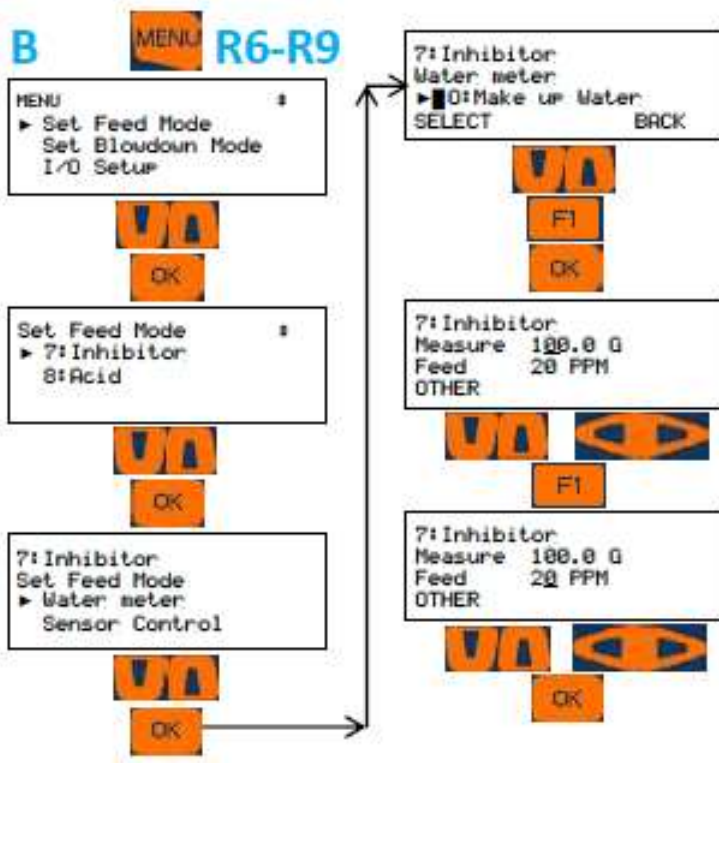 B MENU R6-R9
MENU
► Set Feed Mode
Set Blowdown Mode
I/O Setup
OK
Set Feed Mode
► 7:Inhibitor
8:Acid
OK
7:Inhibitor
Set Feed Mode
► Water meter
Sensor Control
OK
7:Inhibitor
Water meter
►█O:Make up Water
SELECT BACK
F1
OK
7:Inhibitor
Measure 100.0 G
Feed 20 PPM
OTHER
F1
7:Inhibitor
Measure 100.0 G
Feed 20 PPM
OTHER
OK